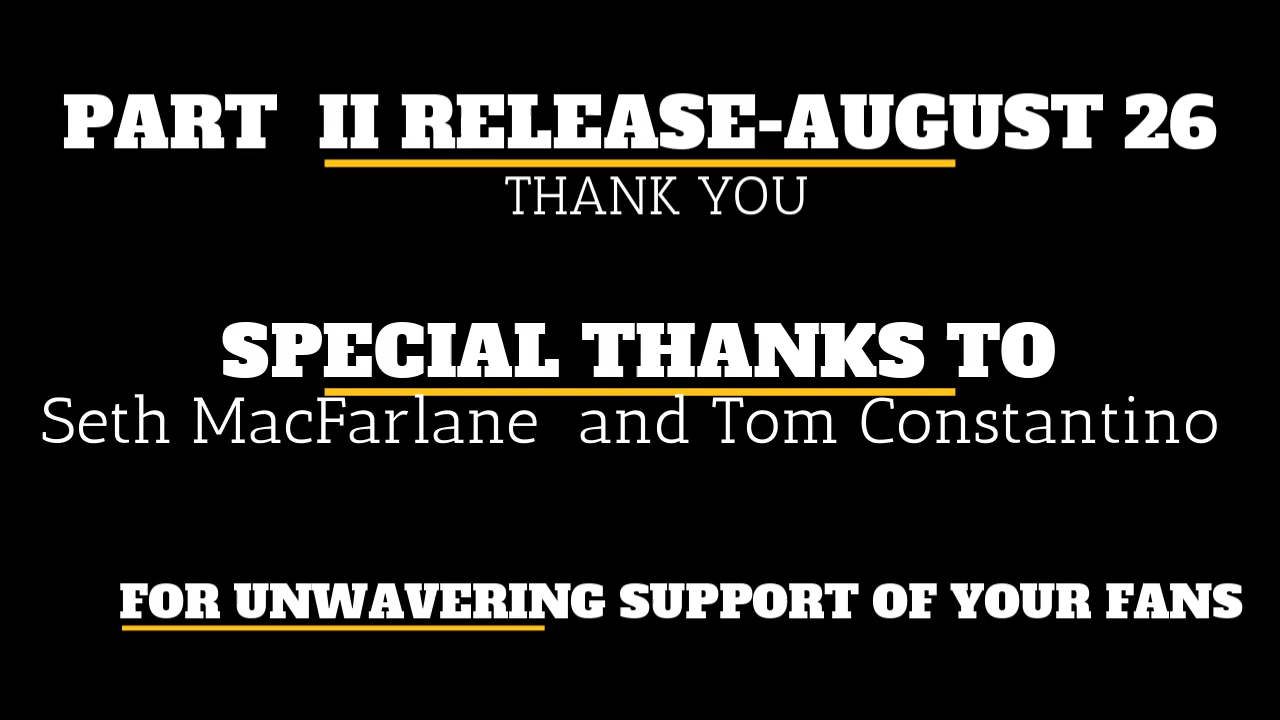 PART II RELEASE-AUGUST 26
THANK YOU
SPECIAL THANKS TO
Seth MacFarlane and Tom Constantino
FOR UNWAVERING SUPPORT OF YOUR FANS